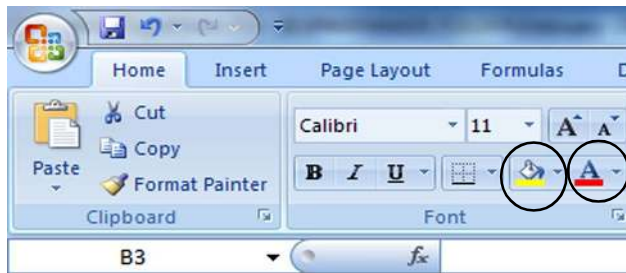 Home Insert Page Layout Formulas D
Cut
Calibri 11 A A
Copy
Paste
B I U A
Format Painter
Clipboard Font
B3 fx